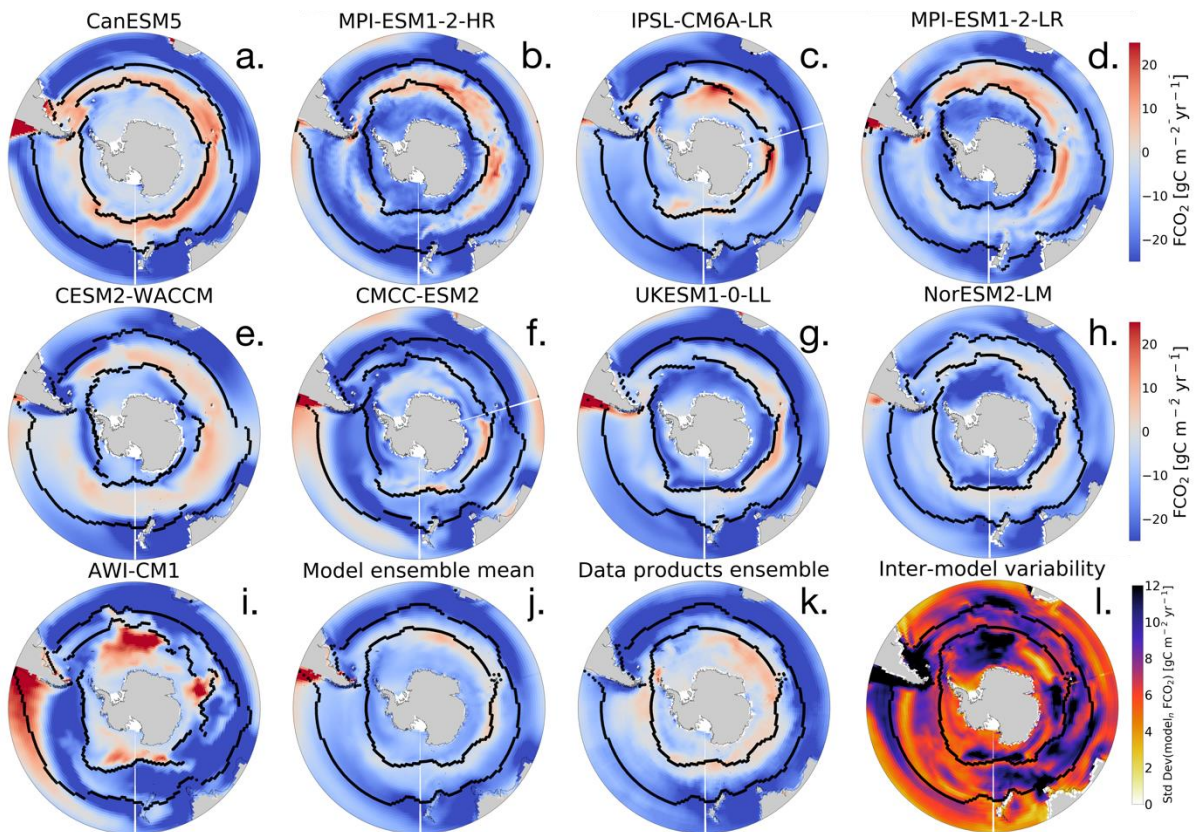 CanESM5
MPI-ESM1-2-HR
IPSL-CM6A-LR
MPI-ESM1-2-LR
a.
b.
c.
d.
20
10
0
−10
−20
FCO₂ [gC m⁻² yr⁻¹]
CESM2-WACCM
CMCC-ESM2
UKESM1-0-LL
NorESM2-LM
e.
f.
g.
h.
20
10
0
−10
−20
FCO₂ [gC m⁻² yr⁻¹]
AWI-CM1
Model ensemble mean
Data products ensemble
Inter-model variability
i.
j.
k.
l.
12
10
8
6
4
2
0
Std Dev(modelₙ FCO₂) [gC m⁻² yr⁻¹]